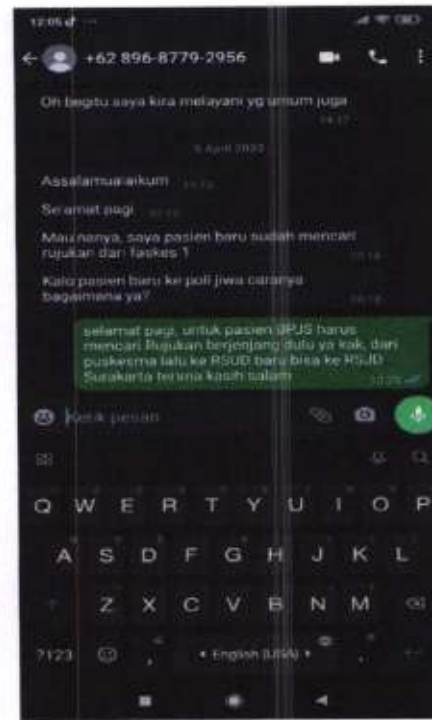 12:05
+62 896-8779-2956
Oh begitu saya kira melayani yg umum juga
Assalamualaikum
Selamat pagi
Mau nanya, saya pasien baru sudah mencari
rujukan dari faskes 1
Kalo pasien baru ke poli jiwa caranya
bagaimana ya?
selamat pagi, untuk pasien BPJS harus
mencari Rujukan berjenjang dulu ya kak, dari
puskesma lalu ke RSUD baru bisa ke RSJD
Surakarta terima kasih salam
Ketik pesan
Q W E R T Y U I O P
A S D F G H J K L
Z X C V B N M
?123 , English (USA) .